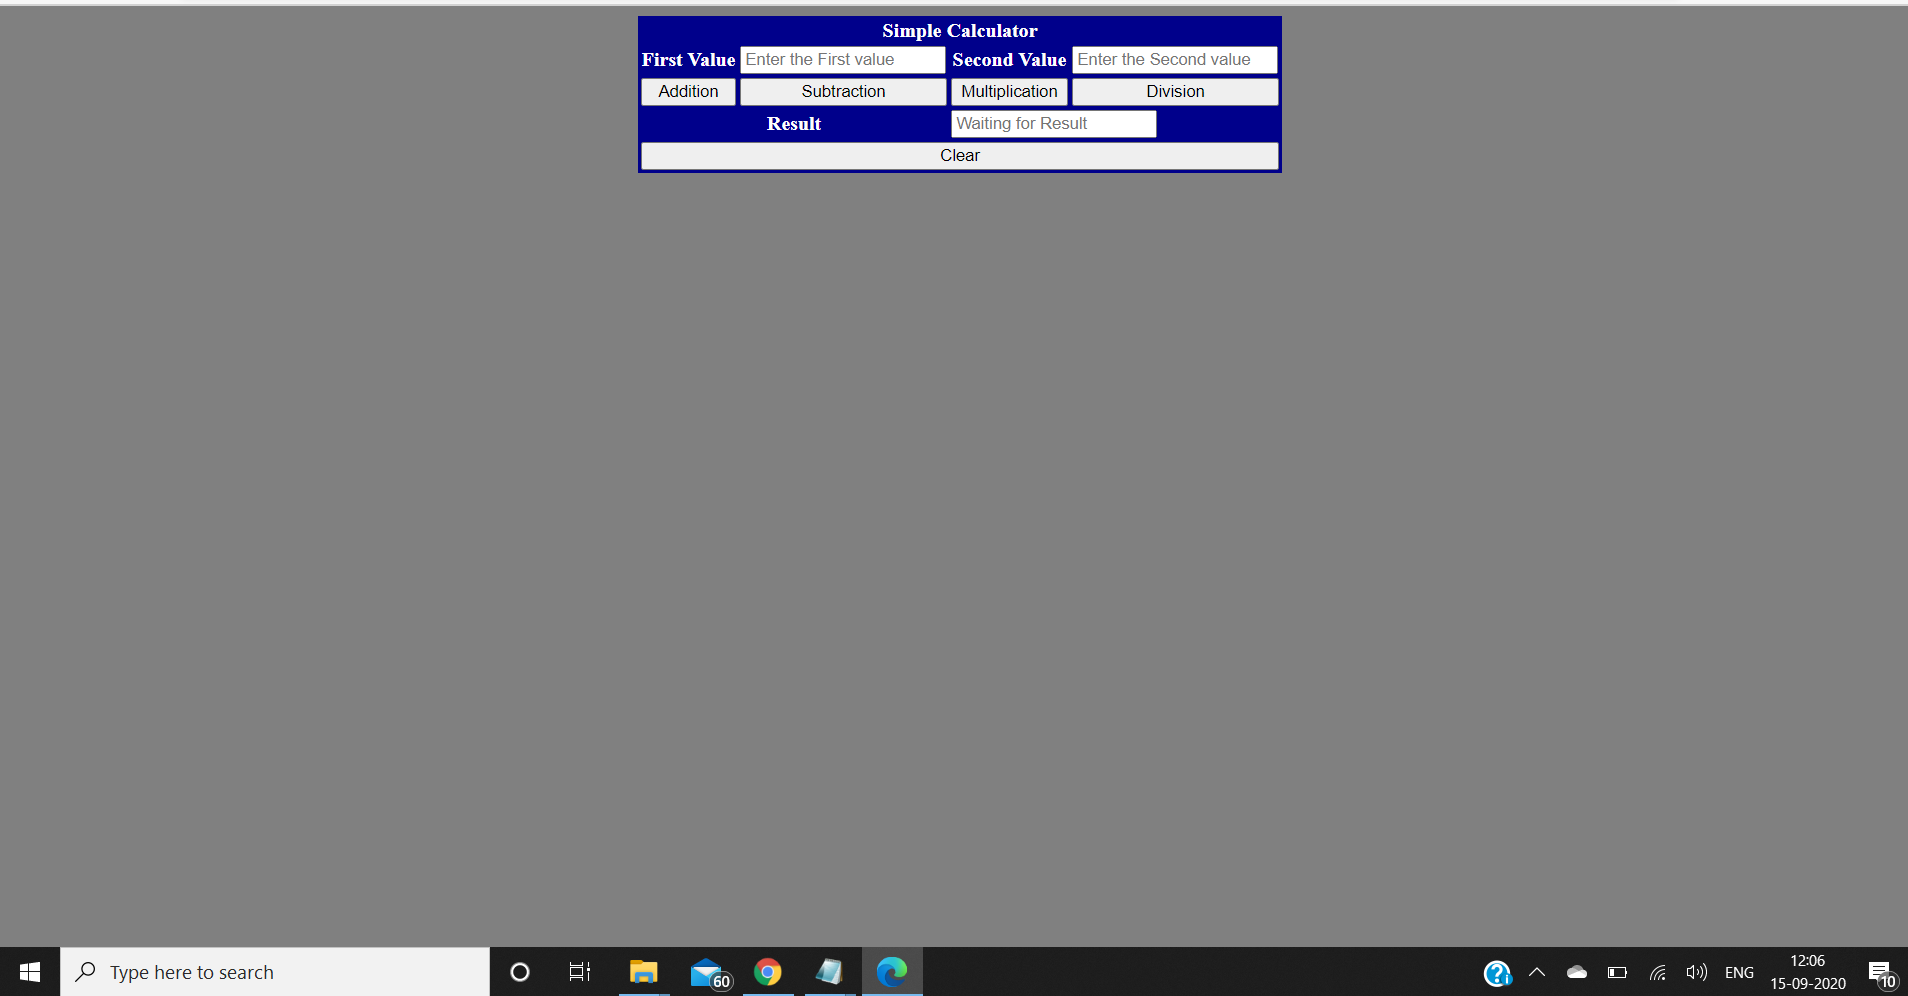 Simple Calculator
First Value Enter the First value Second Value Enter the Second value
Addition Subtraction Multiplication Division
Result Waiting for Result
Clear
Type here to search 60 ENG 12:06
15-09-2020 10